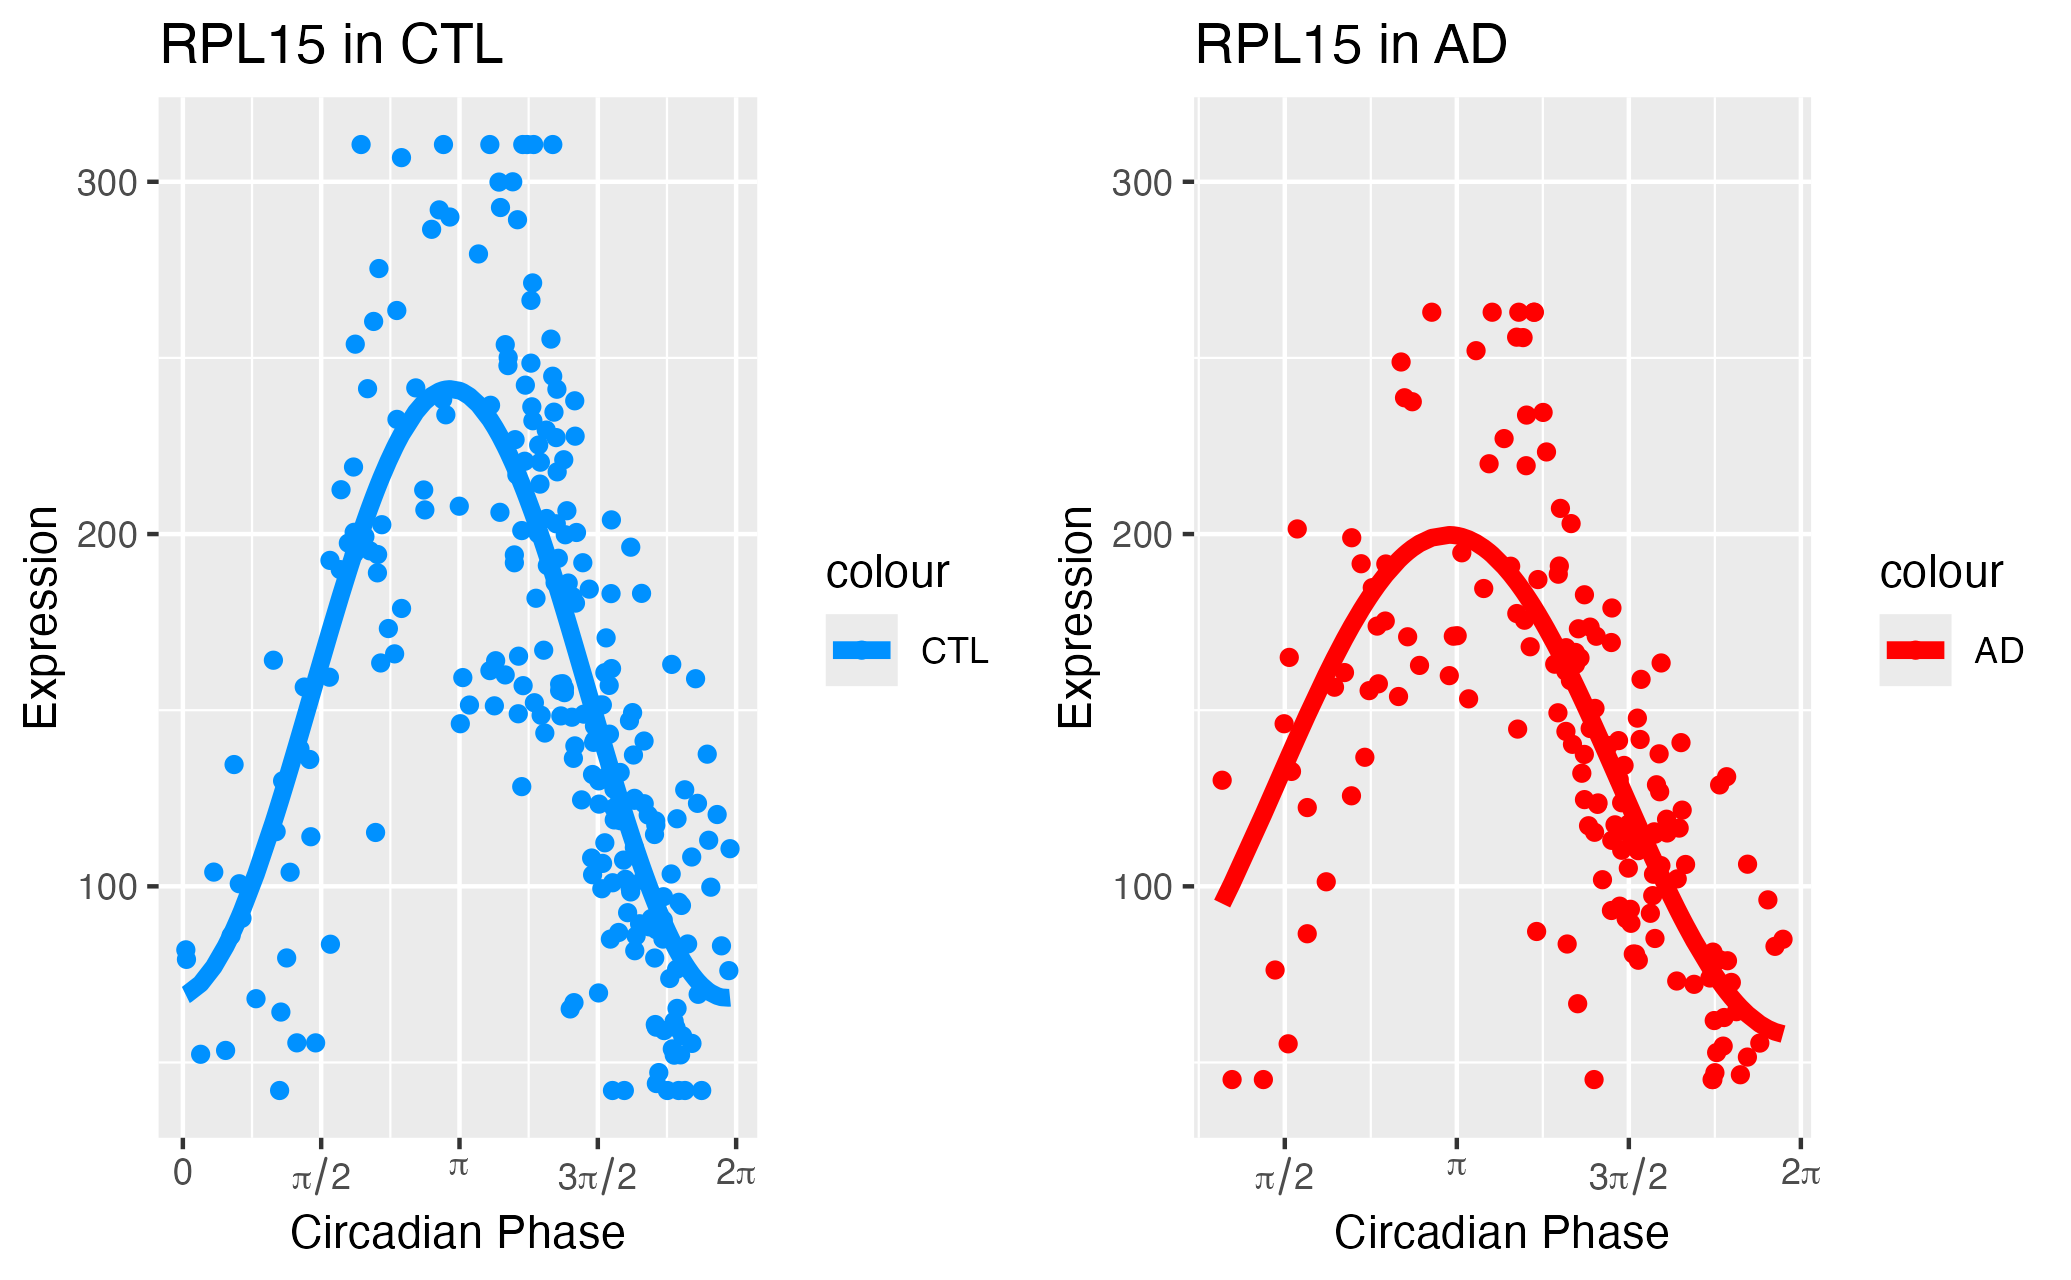 RPL15 in CTL
300
200
100
Expression
0
π/2
π
3π/2
2π
Circadian Phase
colour
CTL
RPL15 in AD
300
200
100
Expression
π/2
π
3π/2
2π
Circadian Phase
colour
AD